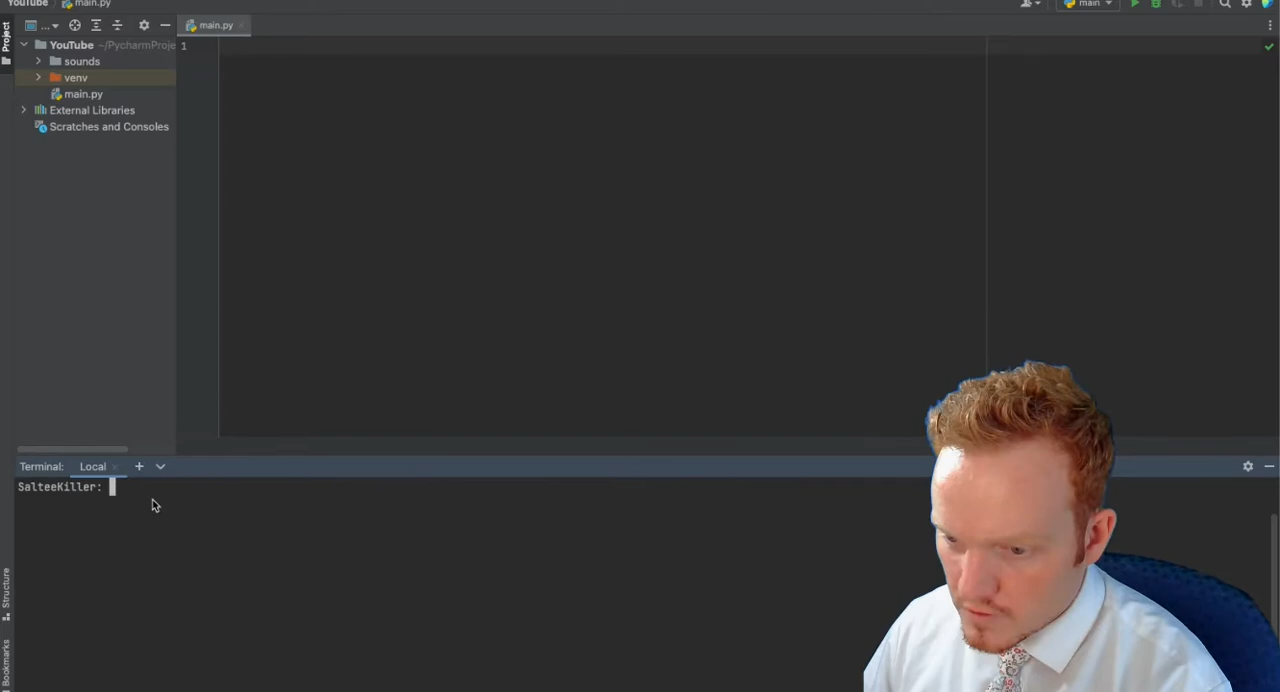 YouTube main.py
main
Project
...
main.py
YouTube ~/PycharmProje
sounds
venv
main.py
External Libraries
Scratches and Consoles
1
Terminal: Local
SalteeKiller:
Structure
Bookmarks